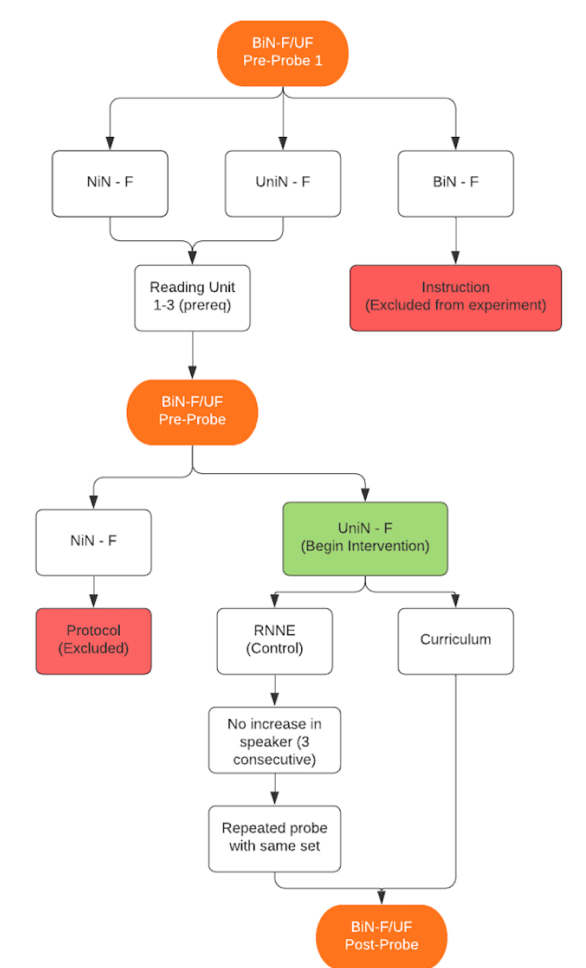 BiN-F/UF
Pre-Probe 1
NiN - F
UniN - F
BiN - F
Reading Unit
1-3 (prereq)
Instruction
(Excluded from experiment)
BiN-F/UF
Pre-Probe
NiN - F
UniN - F
(Begin Intervention)
Protocol
(Excluded)
RNNE
(Control)
Curriculum
No increase in
speaker (3
consecutive)
Repeated probe
with same set
BiN-F/UF
Post-Probe